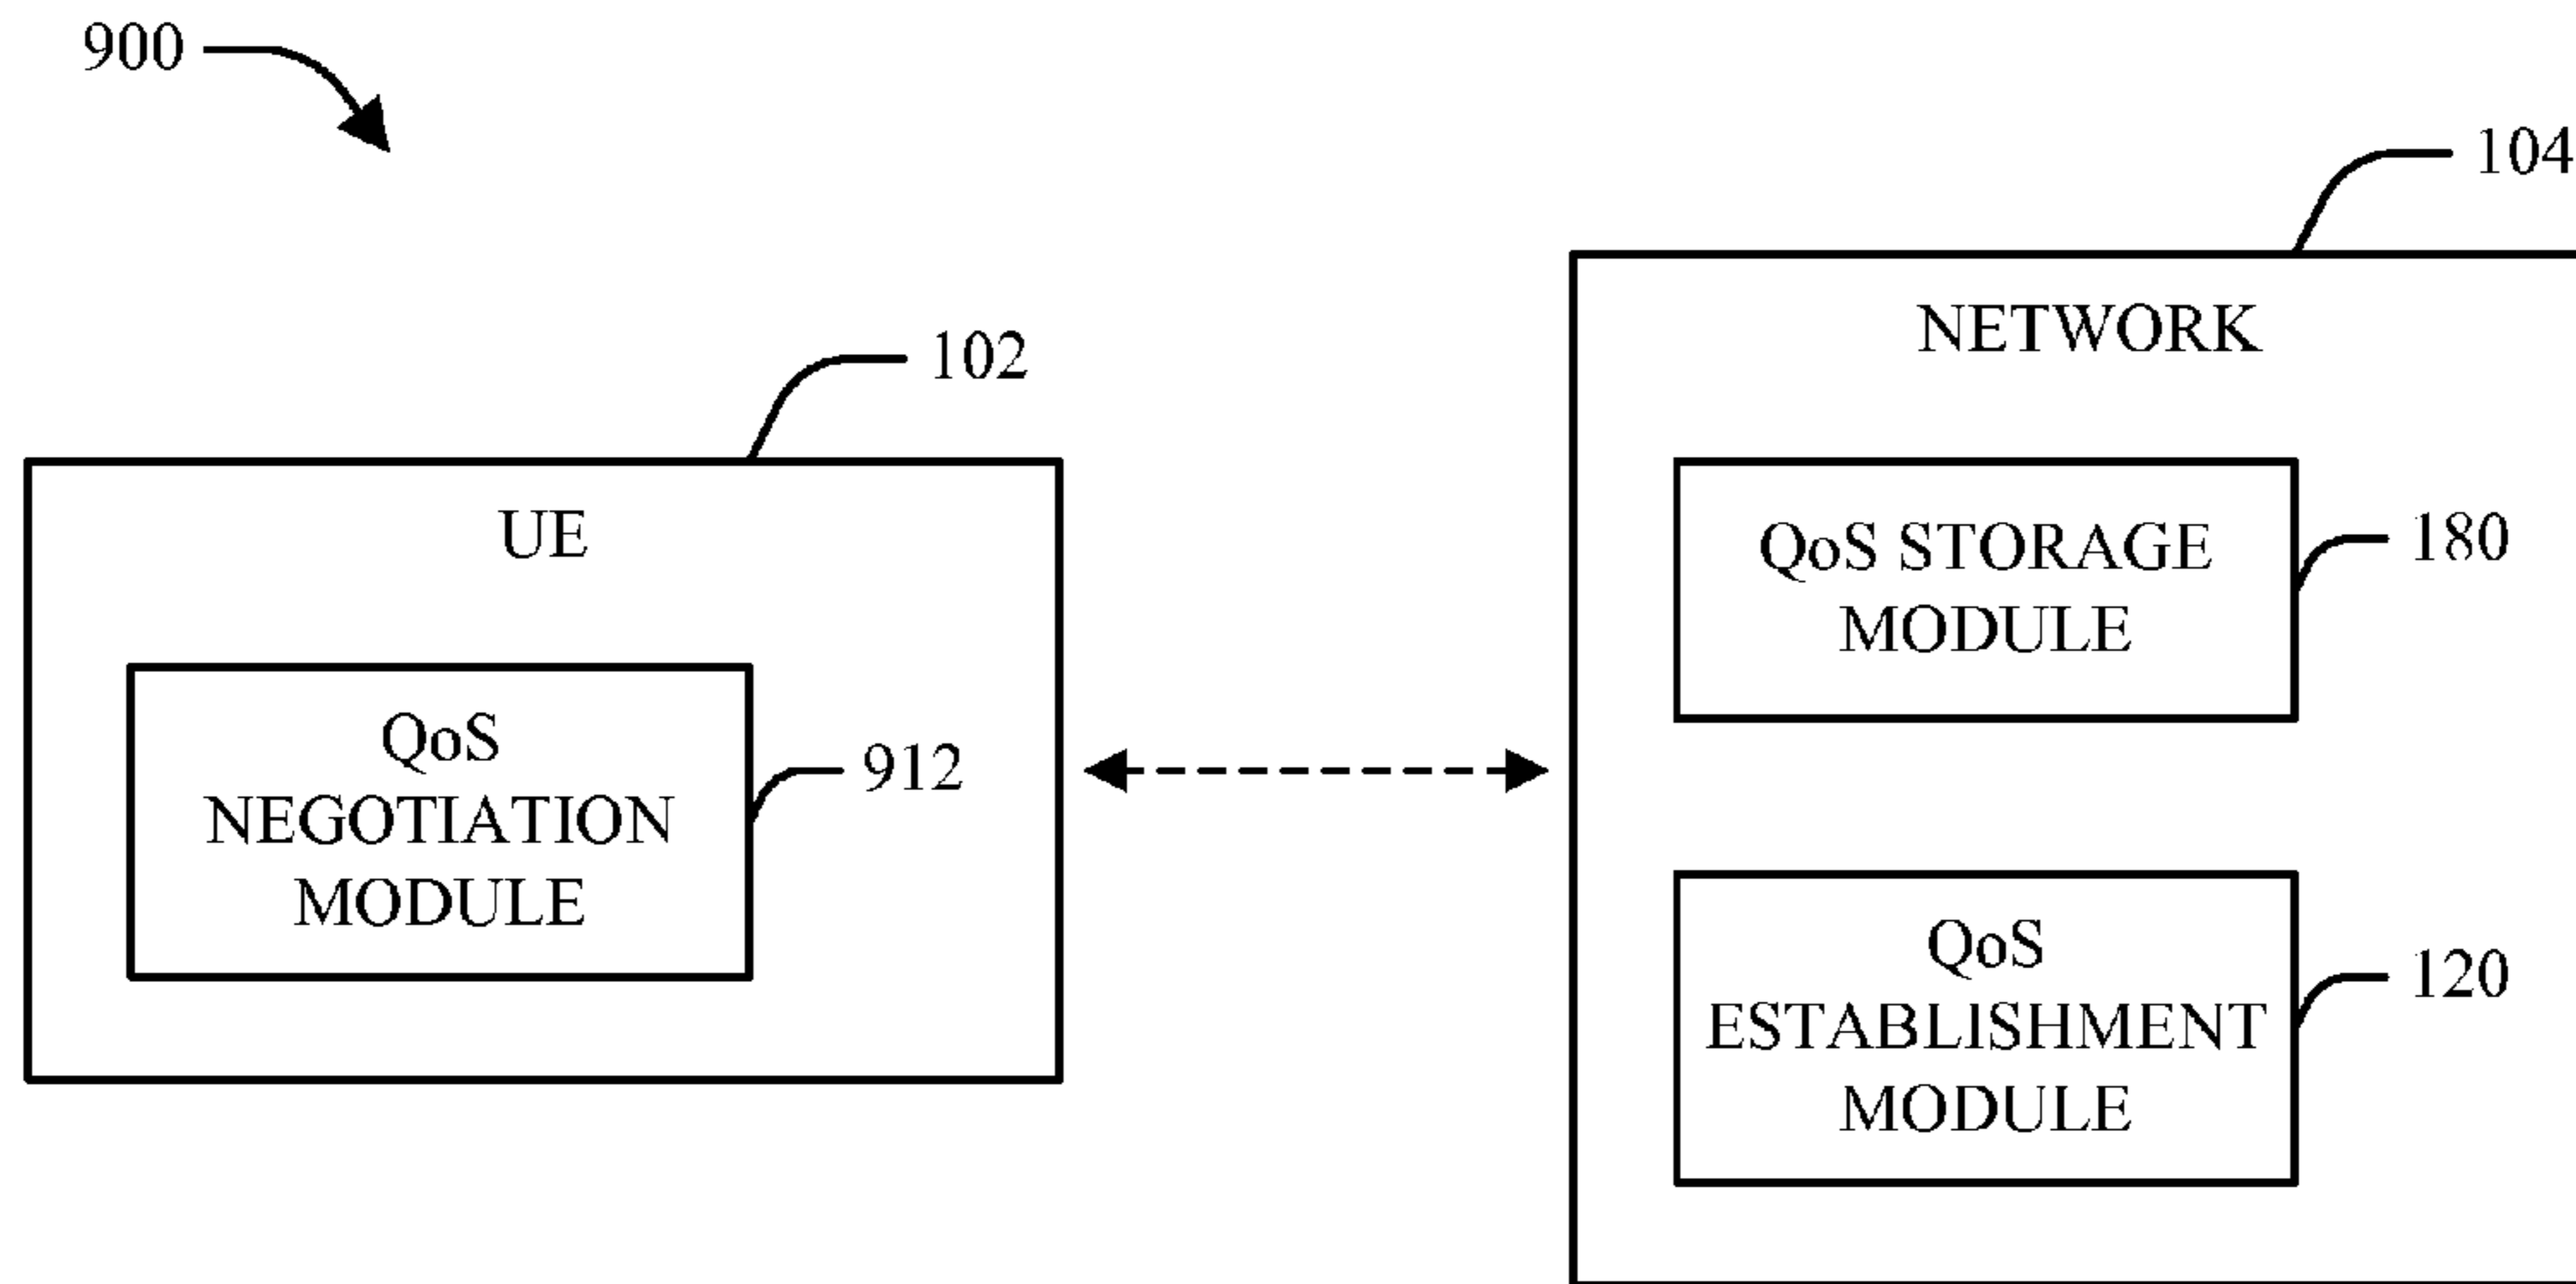 900
104
NETWORK
102
UE
QoS STORAGE
MODULE
180
QoS
NEGOTIATION
MODULE
912
QoS
ESTABLISHMENT
MODULE
120